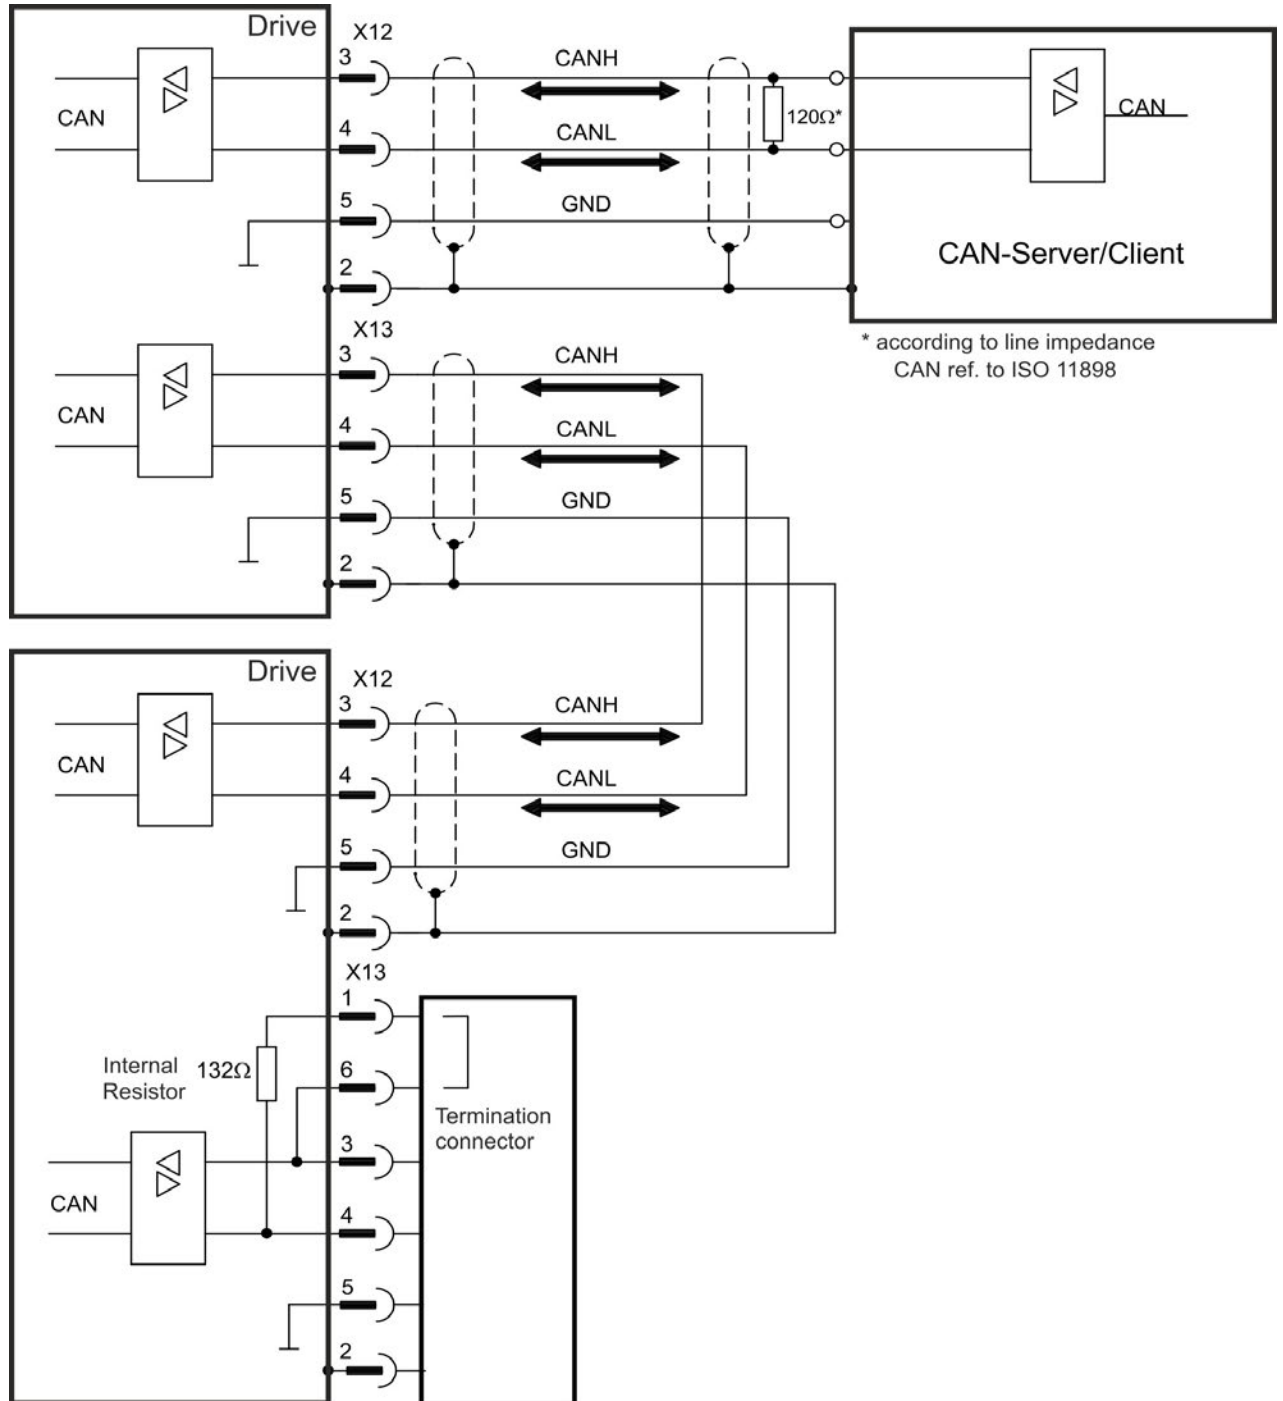 Drive
X12
3
CANH
CAN
120Ω*
CAN
4
CANL
5
GND
CAN-Server/Client
2
X13
* according to line impedance
CAN ref. to ISO 11898
3
CANH
CAN
4
CANL
5
GND
2
Drive
X12
3
CANH
CAN
4
CANL
5
GND
2
X13
1
Internal
Resistor
132Ω
6
Termination
connector
3
CAN
4
5
2